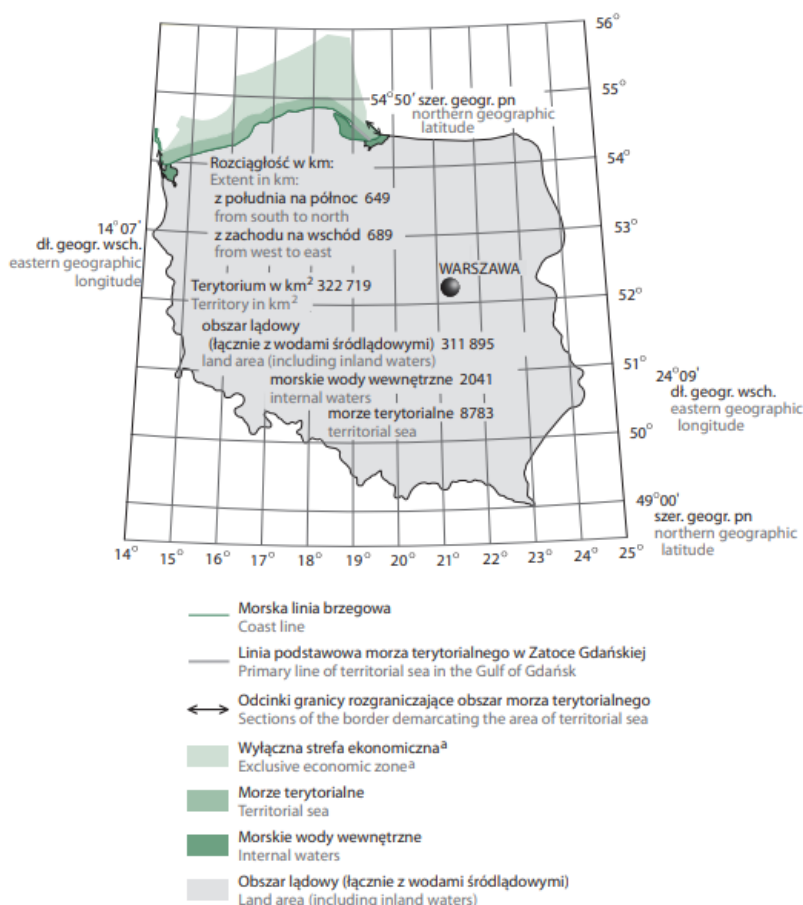 56°
55°
54°50′ szer. geogr. pn
northern geographic
latitude
54°
Rozciągłość w km:
Extent in km:
z południa na północ 649
from south to north
z zachodu na wschód 689
from west to east
53°
14°07′
dł. geogr. wsch.
eastern geographic
longitude
WARSZAWA
Terytorium w km² 322 719
Territory in km²
52°
obszar lądowy
(łącznie z wodami śródlądowymi) 311 895
land area (including inland waters)
51°
morskie wody wewnętrzne 2041
internal waters
24°09′
dł. geogr. wsch.
eastern geographic
longitude
morze terytorialne 8783
territorial sea
50°
49°00′
szer. geogr. pn
northern geographic
latitude
14° 15° 16° 17° 18° 19° 20° 21° 22° 23° 24° 25°
Morska linia brzegowa
Coast line
Linia podstawowa morza terytorialnego w Zatoce Gdańskiej
Primary line of territorial sea in the Gulf of Gdańsk
Odcinki granicy rozgraniczające obszar morza terytorialnego
Sections of the border demarcating the area of territorial sea
Wyłączna strefa ekonomicznaᵃ
Exclusive economic zoneᵃ
Morze terytorialne
Territorial sea
Morskie wody wewnętrzne
Internal waters
Obszar lądowy (łącznie z wodami śródlądowymi)
Land area (including inland waters)